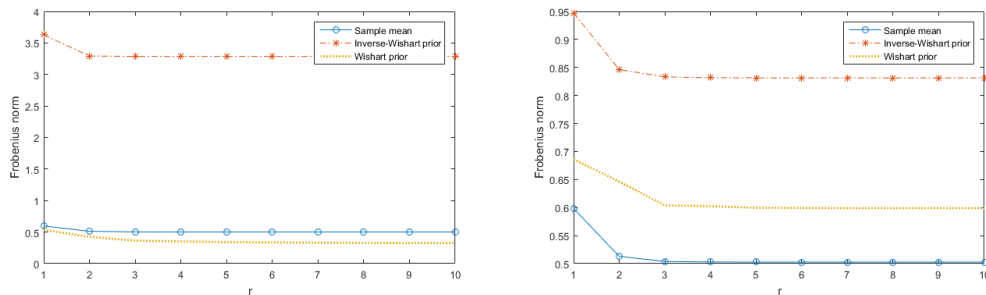 4
3.5
3
2.5
2
1.5
1
0.5
0
Frobenius norm
1 2 3 4 5 6 7 8 9 10
r
Sample mean
Inverse-Wishart prior
Wishart prior
0.95
0.9
0.85
0.8
0.75
0.7
0.65
0.6
0.55
0.5
Frobenius norm
1 2 3 4 5 6 7 8 9 10
r
Sample mean
Inverse-Wishart prior
Wishart prior